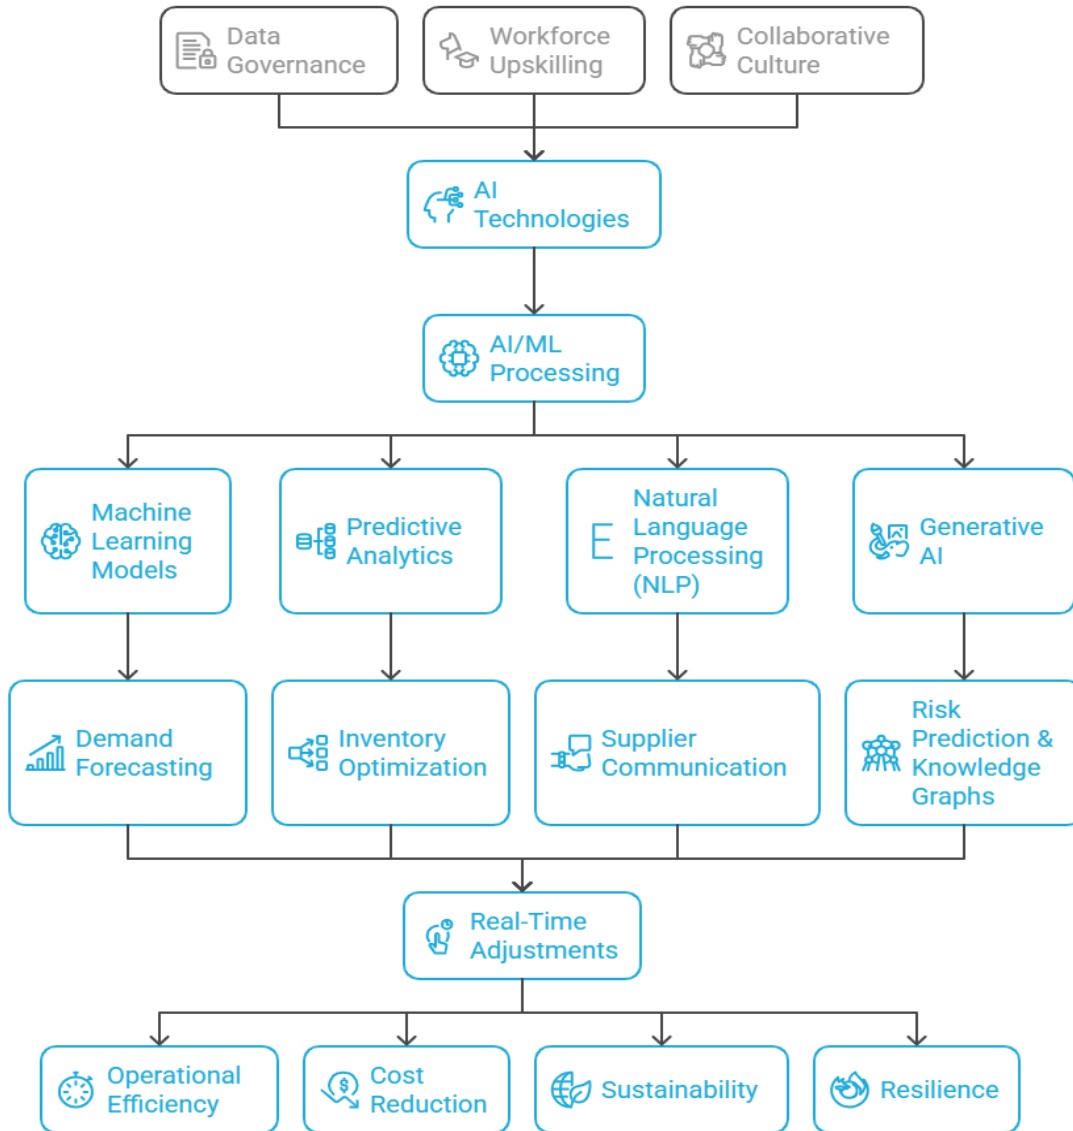 Data
Governance
Workforce
Upskilling
Collaborative
Culture
AI
Technologies
AI/ML
Processing
Machine
Learning
Models
Predictive
Analytics
Natural
Language
Processing
(NLP)
Generative
AI
Demand
Forecasting
Inventory
Optimization
Supplier
Communication
Risk
Prediction &
Knowledge
Graphs
Real-Time
Adjustments
Operational
Efficiency
Cost
Reduction
Sustainability
Resilience